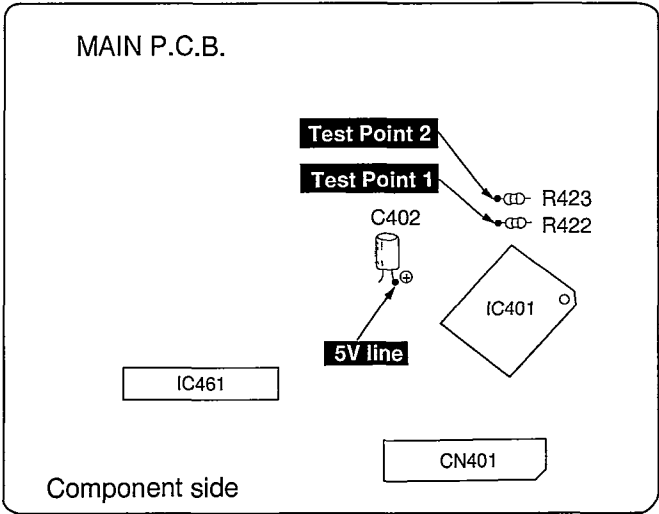 MAIN P.C.B.
Test Point 2
Test Point 1
R423
R422
C402
⊕
IC401
5V line
IC461
CN401
Component side